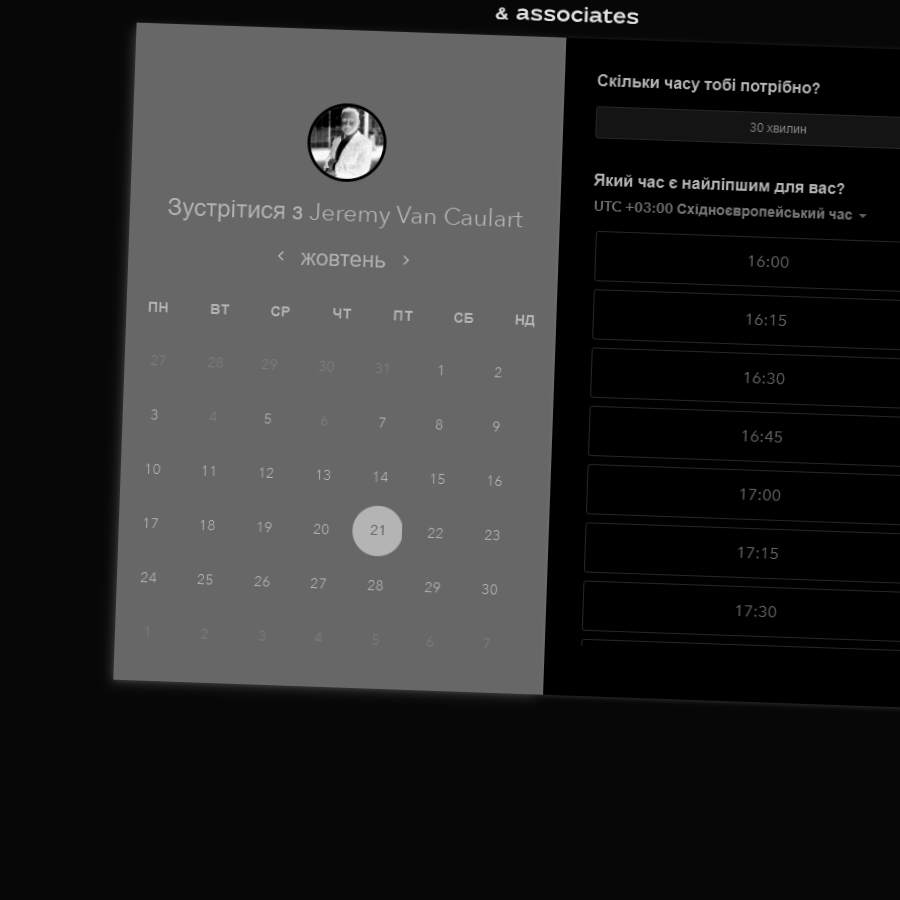 & associates
Зустрітися з Jeremy Van Caulart
жовтень
ПН ВТ СР ЧТ ПТ СБ НД
27 28 29 30 31 1 2
3 4 5 6 7 8 9
10 11 12 13 14 15 16
17 18 19 20 21 22 23
24 25 26 27 28 29 30
1 2 3 4 5 6 7
Скільки часу тобі потрібно?
30 хвилин
Який час є найліпшим для вас?
UTC +03:00 Східноєвропейський час
16:00
16:15
16:30
16:45
17:00
17:15
17:30